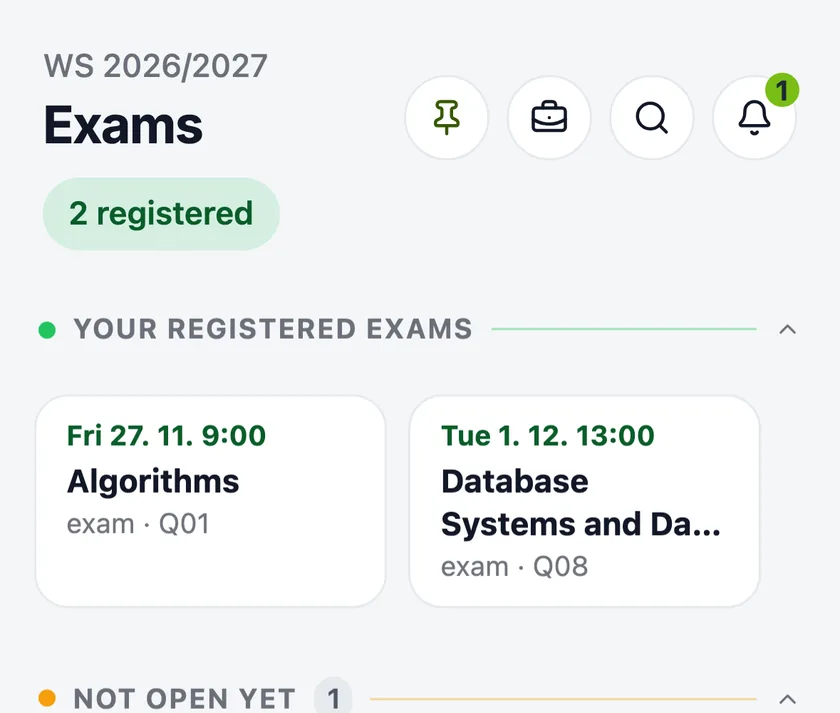 WS 2026/2027
Exams
1
2 registered
YOUR REGISTERED EXAMS
Fri 27. 11. 9:00
Algorithms
exam · Q01
Tue 1. 12. 13:00
Database
Systems and Da...
exam · Q08
NOT OPEN YET 1